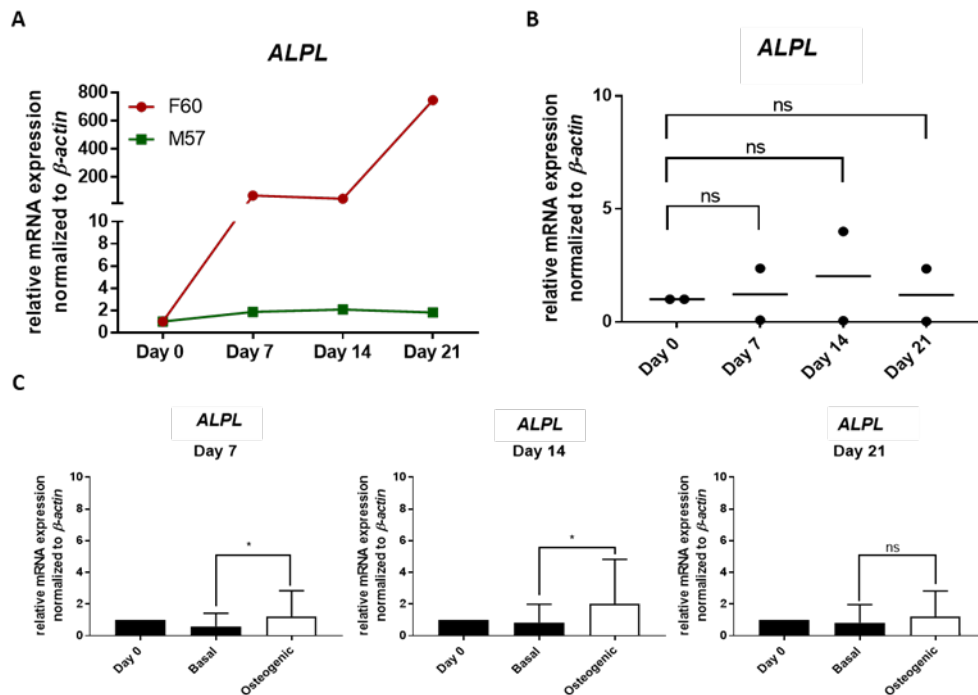 A
ALPL
relative mRNA expression
normalized to β-actin
800
600
400
200
10
8
6
4
2
0
F60
M57
Day 0
Day 7
Day 14
Day 21
B
ALPL
relative mRNA expression
normalized to β-actin
10
5
0
ns
ns
ns
Day 0
Day 7
Day 14
Day 21
C
ALPL
Day 7
relative mRNA expression
normalized to β-actin
10
8
6
4
2
0
*
Day 0
Basal
Osteogenic
ALPL
Day 14
relative mRNA expression
normalized to β-actin
10
8
6
4
2
0
*
Day 0
Basal
Osteogenic
ALPL
Day 21
relative mRNA expression
normalized to β-actin
10
8
6
4
2
0
ns
Day 0
Basal
Osteogenic